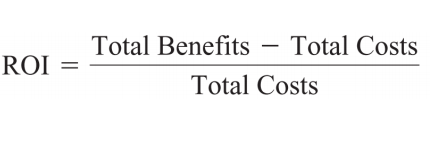 ROI = Total Benefits − Total Costs
Total Costs